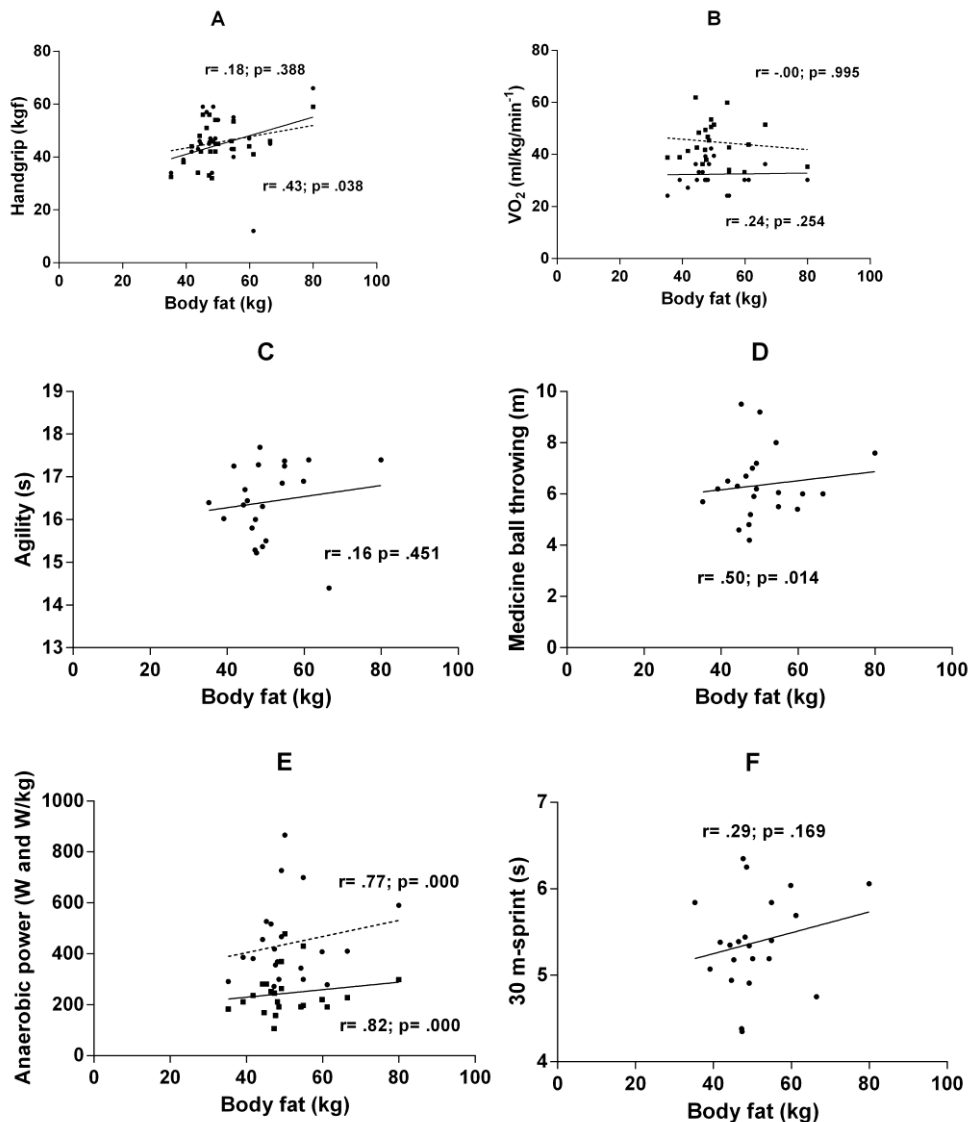 A
Handgrip (kgf)
80
60
40
20
0
r= .18; p= .388
r= .43; p= .038
0 20 40 60 80 100
Body fat (kg)
B
VO₂ (ml/kg/min⁻¹)
80
60
40
20
0
r= -.00; p= .995
r= .24; p= .254
0 20 40 60 80 100
Body fat (kg)
C
Agility (s)
19
18
17
16
15
14
13
r= .16 p= .451
0 20 40 60 80 100
Body fat (kg)
D
Medicine ball throwing (m)
10
8
6
4
2
0
r= .50; p= .014
0 20 40 60 80 100
Body fat (kg)
E
Anaerobic power (W and W/kg)
1000
800
600
400
200
0
r= .77; p= .000
r= .82; p= .000
0 20 40 60 80 100
Body fat (kg)
F
30 m-sprint (s)
7
6
5
4
r= .29; p= .169
0 20 40 60 80 100
Body fat (kg)